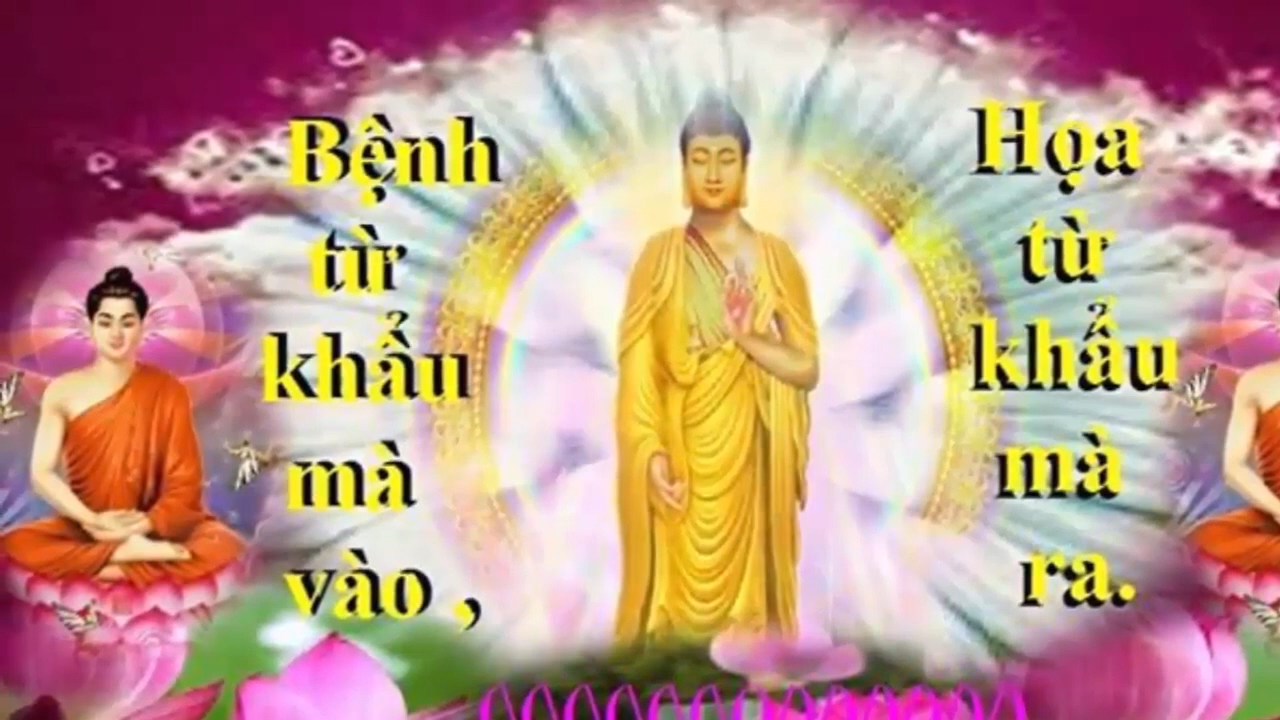 Bệnh
từ
khẩu
mà
vào ,
Họa
từ
khẩu
mà
ra.